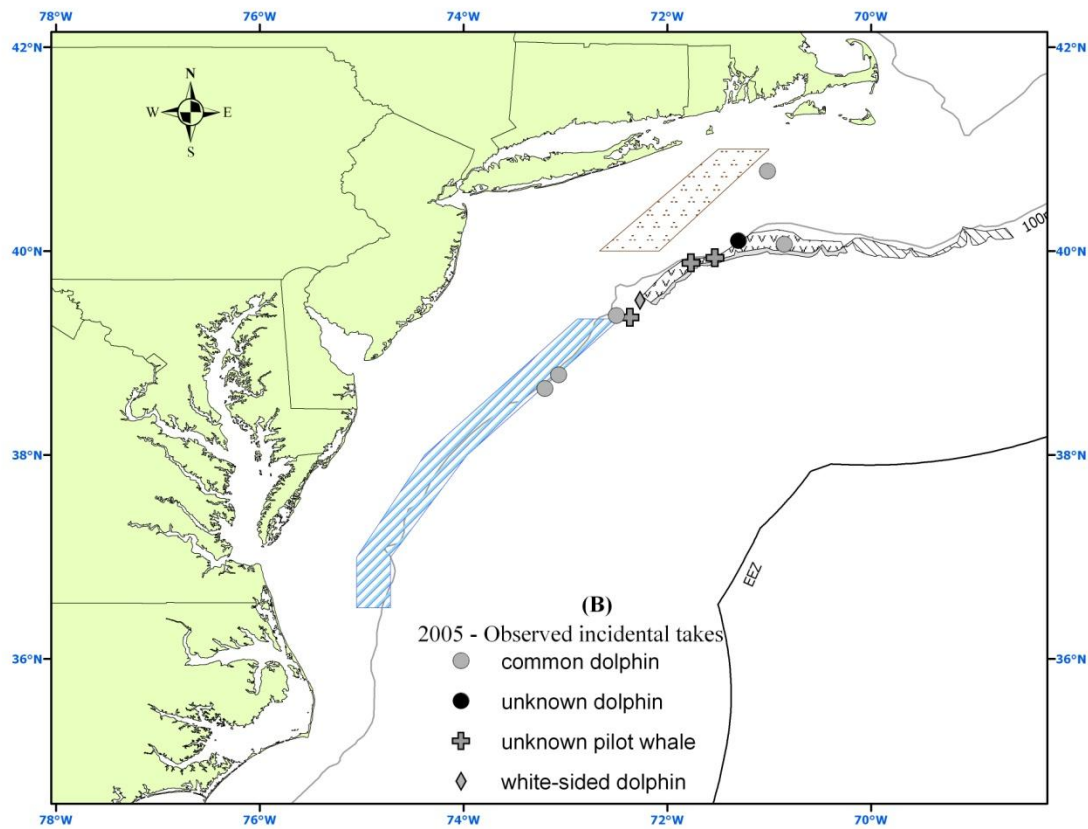 78°W 76°W 74°W 72°W 70°W
42°N 42°N
N
W E
S
100m
40°N 40°N
38°N 38°N
EEZ
(B)
2005 - Observed incidental takes
36°N 36°N
common dolphin
unknown dolphin
unknown pilot whale
white-sided dolphin
78°W 76°W 74°W 72°W 70°W